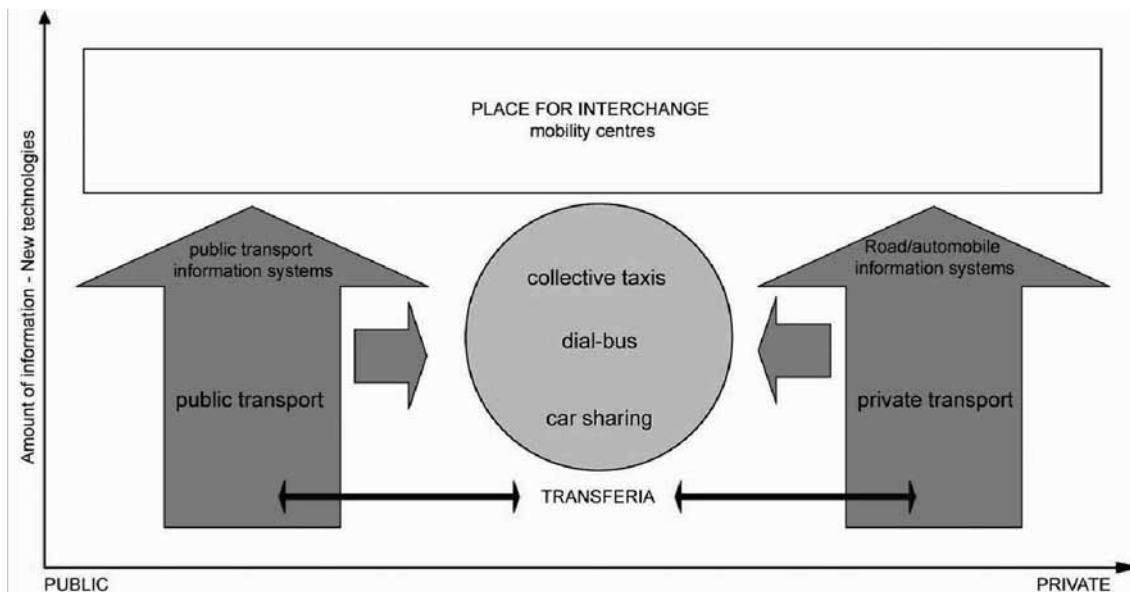 Amount of information - New technologies
PLACE FOR INTERCHANGE
mobility centres
public transport
information systems
public transport
collective taxis
dial-bus
car sharing
Road/automobile
information systems
private transport
TRANSFERIA
PUBLIC
PRIVATE